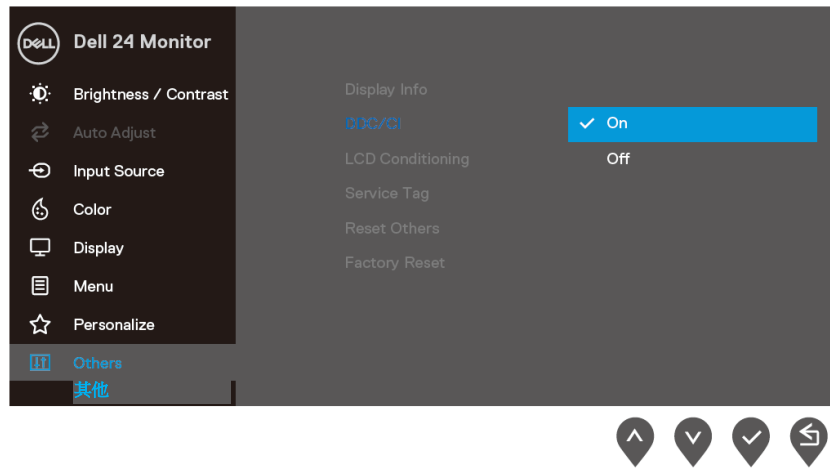 DELL
Dell 24 Monitor
Brightness / Contrast
Auto Adjust
Input Source
Color
Display
Menu
Personalize
Others
其他
Display Info
DDC/CI
LCD Conditioning
Service Tag
Reset Others
Factory Reset
On
Off